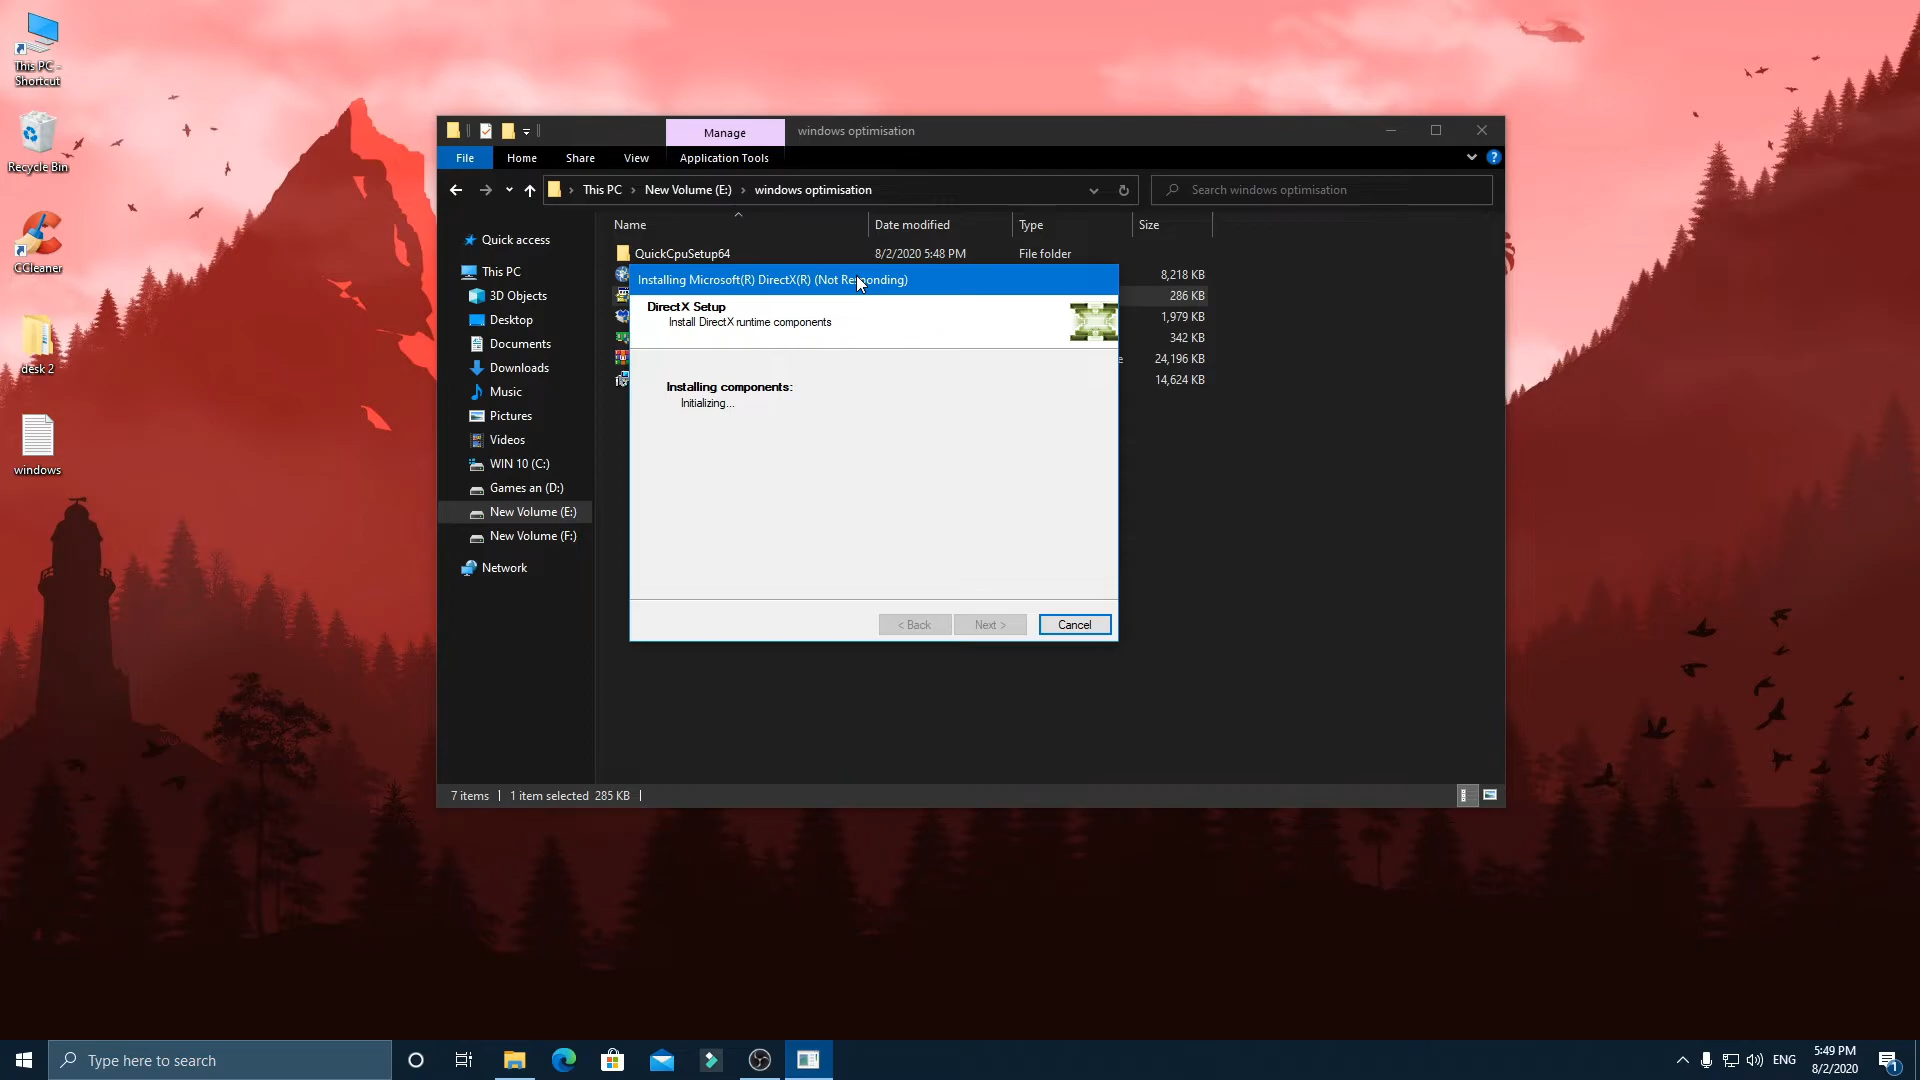 This PC -
Shortcut
Recycle Bin
CCleaner
desk 2
windows
Manage
windows optimisation
File
Home
Share
View
Application Tools
This PC
New Volume (E:)
windows optimisation
Search windows optimisation
Name
Date modified
Type
Size
Quick access
This PC
3D Objects
Desktop
Documents
Downloads
Music
Pictures
Videos
WIN 10 (C:)
Games an (D:)
New Volume (E:)
New Volume (F:)
Network
QuickCpuSetup64
8/2/2020 5:48 PM
File folder
8,218 KB
286 KB
1,979 KB
342 KB
24,196 KB
14,624 KB
Installing Microsoft(R) DirectX(R) (Not Responding)
DirectX Setup
Install DirectX runtime components
Installing components:
Initializing...
< Back
Next >
Cancel
7 items
1 item selected 285 KB
Type here to search
ENG
5:49 PM
8/2/2020
1